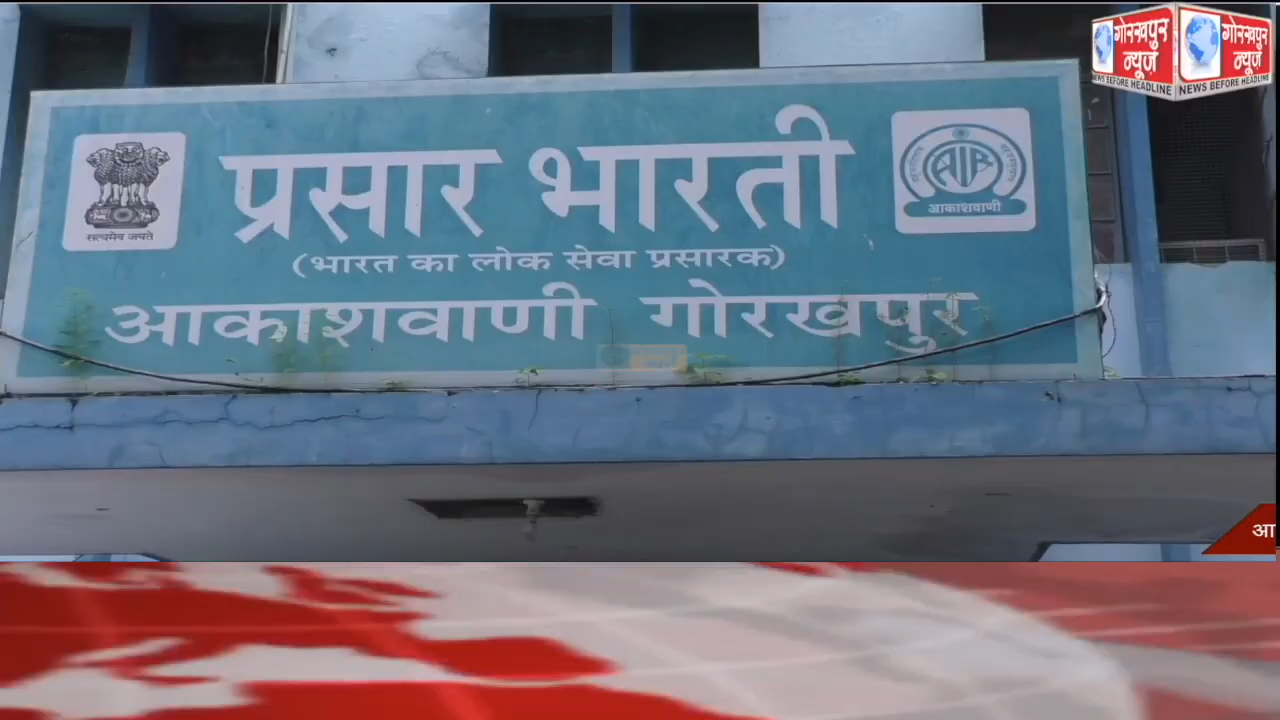 गोरखपुर न्यूज़
NEWS BEFORE HEADLINE
गोरखपुर न्यूज़
NEWS BEFORE HEADLINE
सत्यमेव जयते
प्रसार भारती
(भारत का लोक सेवा प्रसारक)
आकाशवाणी गोरखपुर
AIR
आकाशवाणी
आ